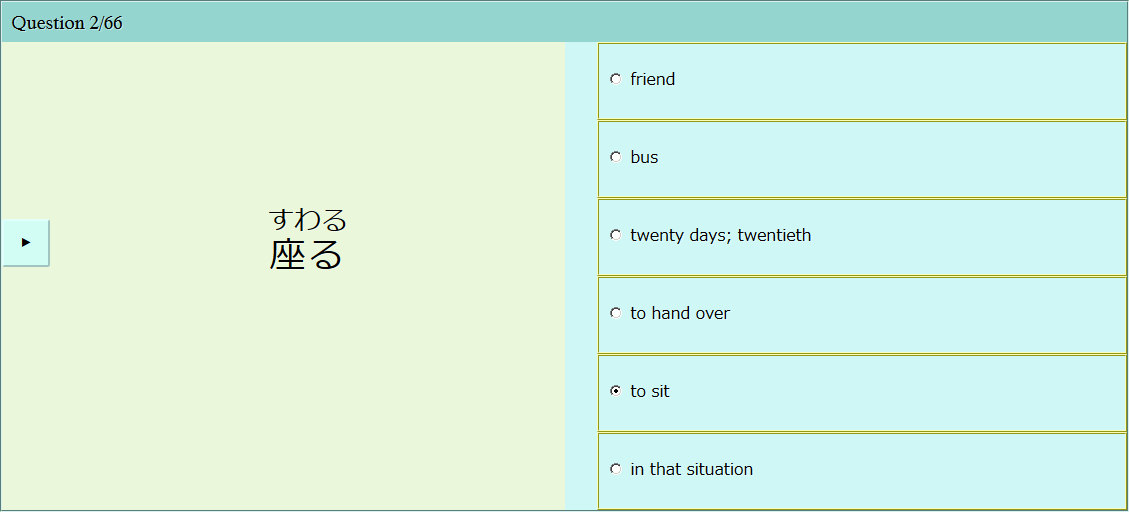 Question 2/66
すわる
座る
friend
bus
twenty days; twentieth
to hand over
to sit
in that situation